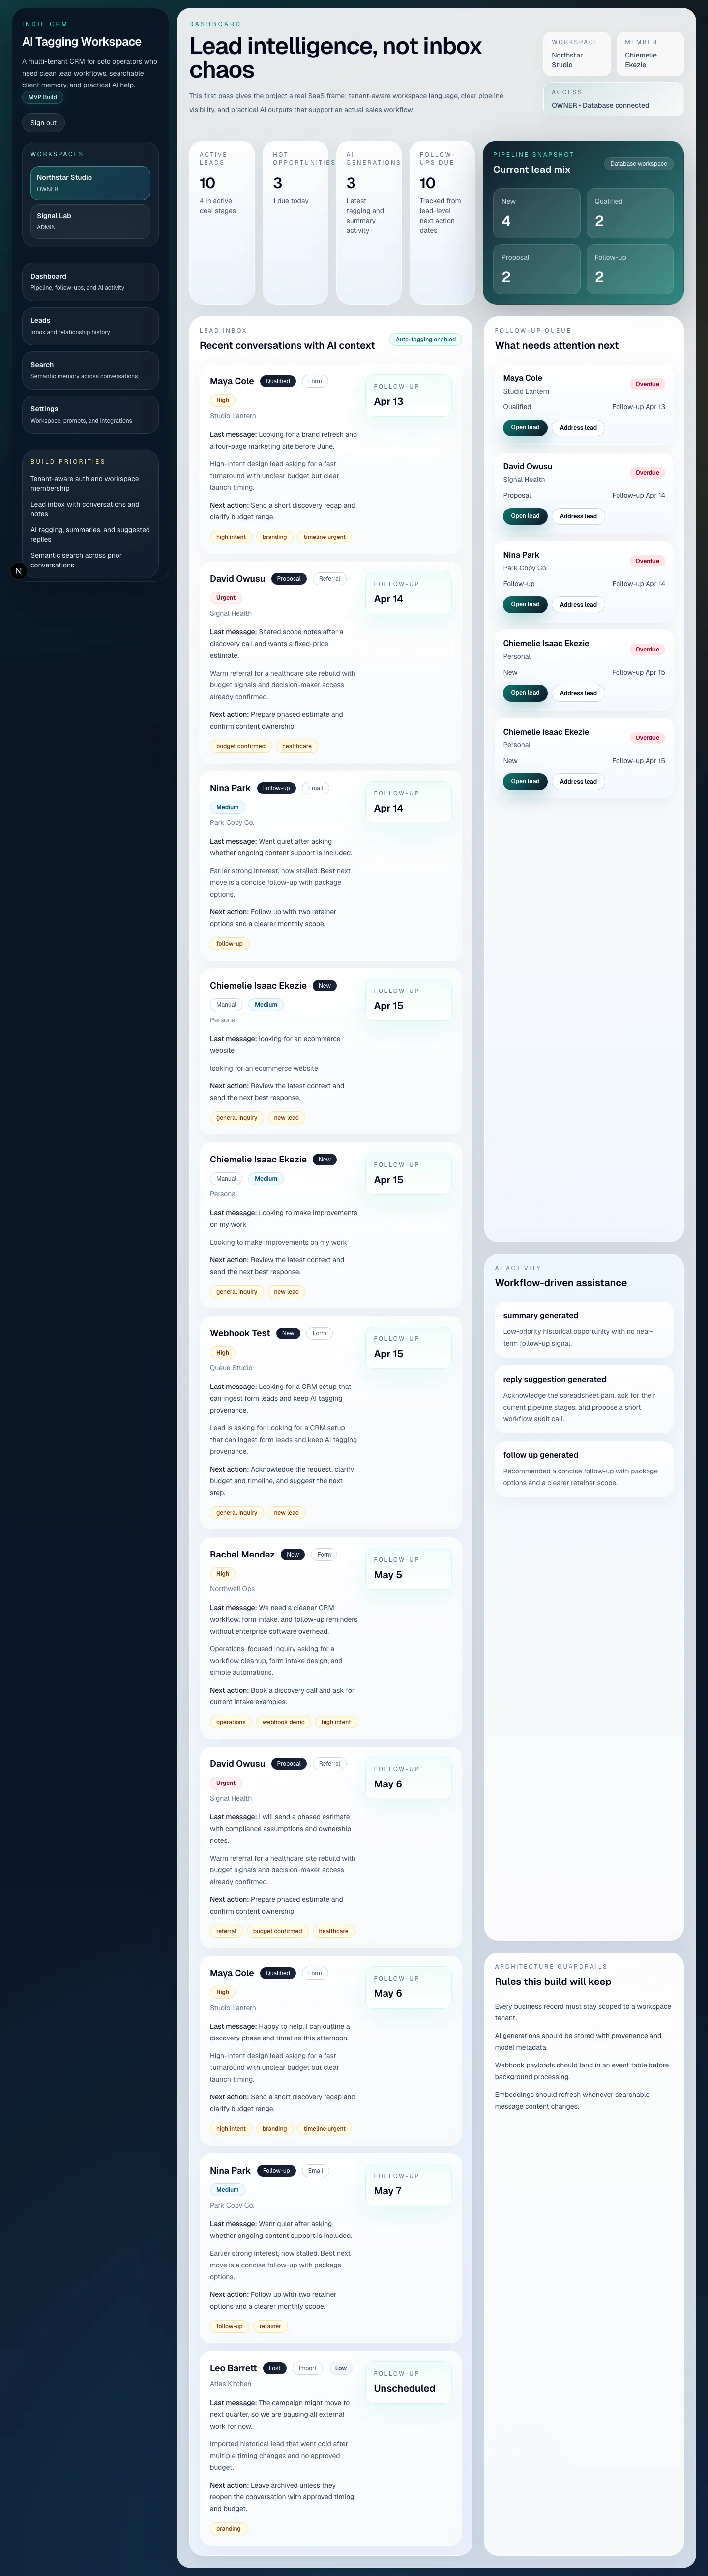 INDIE CRM
AI Tagging Workspace
A multi-tenant CRM for solo operators who
need clean lead workflows, searchable
client memory, and practical AI help.
MVP Build
Sign out
WORKSPACES
Northstar Studio
OWNER
Signal Lab
ADMIN
Dashboard
Pipeline, follow-ups, and AI activity
Leads
Inbox and relationship history
Search
Semantic memory across conversations
Settings
Workspace, prompts, and integrations
BUILD PRIORITIES
Tenant-aware auth and workspace
membership
Lead inbox with conversations and
notes
AI tagging, summaries, and suggested
replies
Semantic search across prior
conversations
N
DASHBOARD
Lead intelligence, not inbox
chaos
This first pass gives the project a real SaaS frame: tenant-aware workspace language, clear pipeline
visibility, and practical AI outputs that support an actual sales workflow.
WORKSPACE
Northstar
Studio
MEMBER
Chiemelie
Ekezie
ACCESS
OWNER • Database connected
ACTIVE
LEADS
10
4 in active
deal stages
HOT
OPPORTUNITIES
3
1 due today
AI
GENERATIONS
3
Latest
tagging and
summary
activity
FOLLOW-
UPS DUE
10
Tracked from
lead-level
next action
dates
PIPELINE SNAPSHOT
Current lead mix
Database workspace
New
4
Qualified
2
Proposal
2
Follow-up
2
LEAD INBOX
Recent conversations with AI context
Auto-tagging enabled
Maya Cole Qualified Form
High
Studio Lantern
Last message: Looking for a brand refresh and
a four-page marketing site before June.
High-intent design lead asking for a fast
turnaround with unclear budget but clear
launch timing.
Next action: Send a short discovery recap and
clarify budget range.
high intent branding timeline urgent
FOLLOW-UP
Apr 13
David Owusu Proposal Referral
Urgent
Signal Health
Last message: Shared scope notes after a
discovery call and wants a fixed-price
estimate.
Warm referral for a healthcare site rebuild with
budget signals and decision-maker access
already confirmed.
Next action: Prepare phased estimate and
confirm content ownership.
budget confirmed healthcare
FOLLOW-UP
Apr 14
Nina Park Follow-up Email
Medium
Park Copy Co.
Last message: Went quiet after asking
whether ongoing content support is included.
Earlier strong interest, now stalled. Best next
move is a concise follow-up with package
options.
Next action: Follow up with two retainer
options and a clearer monthly scope.
follow-up
FOLLOW-UP
Apr 14
Chiemelie Isaac Ekezie New
Manual Medium
Personal
Last message: looking for an ecommerce
website
looking for an ecommerce website
Next action: Review the latest context and
send the next best response.
general inquiry new lead
FOLLOW-UP
Apr 15
Chiemelie Isaac Ekezie New
Manual Medium
Personal
Last message: Looking to make improvements
on my work
Looking to make improvements on my work
Next action: Review the latest context and
send the next best response.
general inquiry new lead
FOLLOW-UP
Apr 15
Webhook Test New Form
High
Queue Studio
Last message: Looking for a CRM setup that
can ingest form leads and keep AI tagging
provenance.
Lead is asking for Looking for a CRM setup
that can ingest form leads and keep AI tagging
provenance.
Next action: Acknowledge the request, clarify
budget and timeline, and suggest the next
step.
general inquiry new lead
FOLLOW-UP
Apr 15
Rachel Mendez New Form
High
Northwell Ops
Last message: We need a cleaner CRM
workflow, form intake, and follow-up reminders
without enterprise software overhead.
Operations-focused inquiry asking for a
workflow cleanup, form intake design, and
simple automations.
Next action: Book a discovery call and ask for
current intake examples.
operations webhook demo high intent
FOLLOW-UP
May 5
David Owusu Proposal Referral
Urgent
Signal Health
Last message: I will send a phased estimate
with compliance assumptions and ownership
notes.
Warm referral for a healthcare site rebuild with
budget signals and decision-maker access
already confirmed.
Next action: Prepare phased estimate and
confirm content ownership.
referral budget confirmed healthcare
FOLLOW-UP
May 6
Maya Cole Qualified Form
High
Studio Lantern
Last message: Happy to help. I can outline a
discovery phase and timeline this afternoon.
High-intent design lead asking for a fast
turnaround with unclear budget but clear
launch timing.
Next action: Send a short discovery recap and
clarify budget range.
high intent branding timeline urgent
FOLLOW-UP
May 6
Nina Park Follow-up Email
Medium
Park Copy Co.
Last message: Went quiet after asking
whether ongoing content support is included.
Earlier strong interest, now stalled. Best next
move is a concise follow-up with package
options.
Next action: Follow up with two retainer
options and a clearer monthly scope.
follow-up retainer
FOLLOW-UP
May 7
Leo Barrett Lost Import Low
Atlas Kitchen
Last message: The campaign might move to
next quarter, so we are pausing all external
work for now.
Imported historical lead that went cold after
multiple timing changes and no approved
budget.
Next action: Leave archived unless they
reopen the conversation with approved timing
and budget.
branding
FOLLOW-UP
Unscheduled
FOLLOW-UP QUEUE
What needs attention next
Maya Cole
Studio Lantern
Overdue
Qualified Follow-up Apr 13
Open lead Address lead
David Owusu
Signal Health
Overdue
Proposal Follow-up Apr 14
Open lead Address lead
Nina Park
Park Copy Co.
Overdue
Follow-up Follow-up Apr 14
Open lead Address lead
Chiemelie Isaac Ekezie
Personal
Overdue
New Follow-up Apr 15
Open lead Address lead
Chiemelie Isaac Ekezie
Personal
Overdue
New Follow-up Apr 15
Open lead Address lead
AI ACTIVITY
Workflow-driven assistance
summary generated
Low-priority historical opportunity with no near-
term follow-up signal.
reply suggestion generated
Acknowledge the spreadsheet pain, ask for their
current pipeline stages, and propose a short
workflow audit call.
follow up generated
Recommended a concise follow-up with package
options and a clearer retainer scope.
ARCHITECTURE GUARDRAILS
Rules this build will keep
Every business record must stay scoped to a workspace
tenant.
AI generations should be stored with provenance and
model metadata.
Webhook payloads should land in an event table before
background processing.
Embeddings should refresh whenever searchable
message content changes.